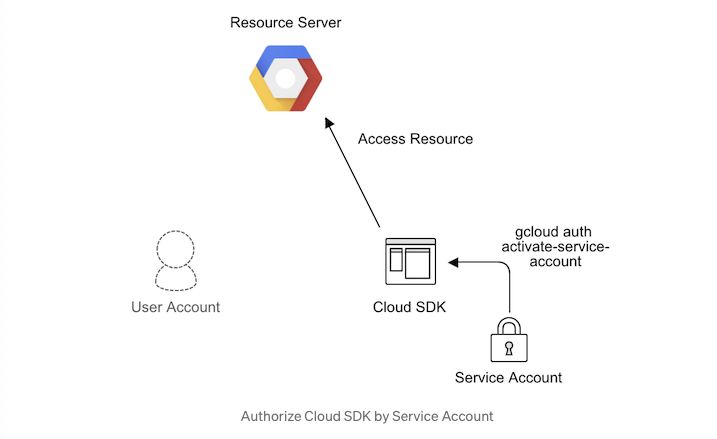 Resource Server
Access Resource
gcloud auth
activate-service-
account
User Account
Cloud SDK
Service Account
Authorize Cloud SDK by Service Account